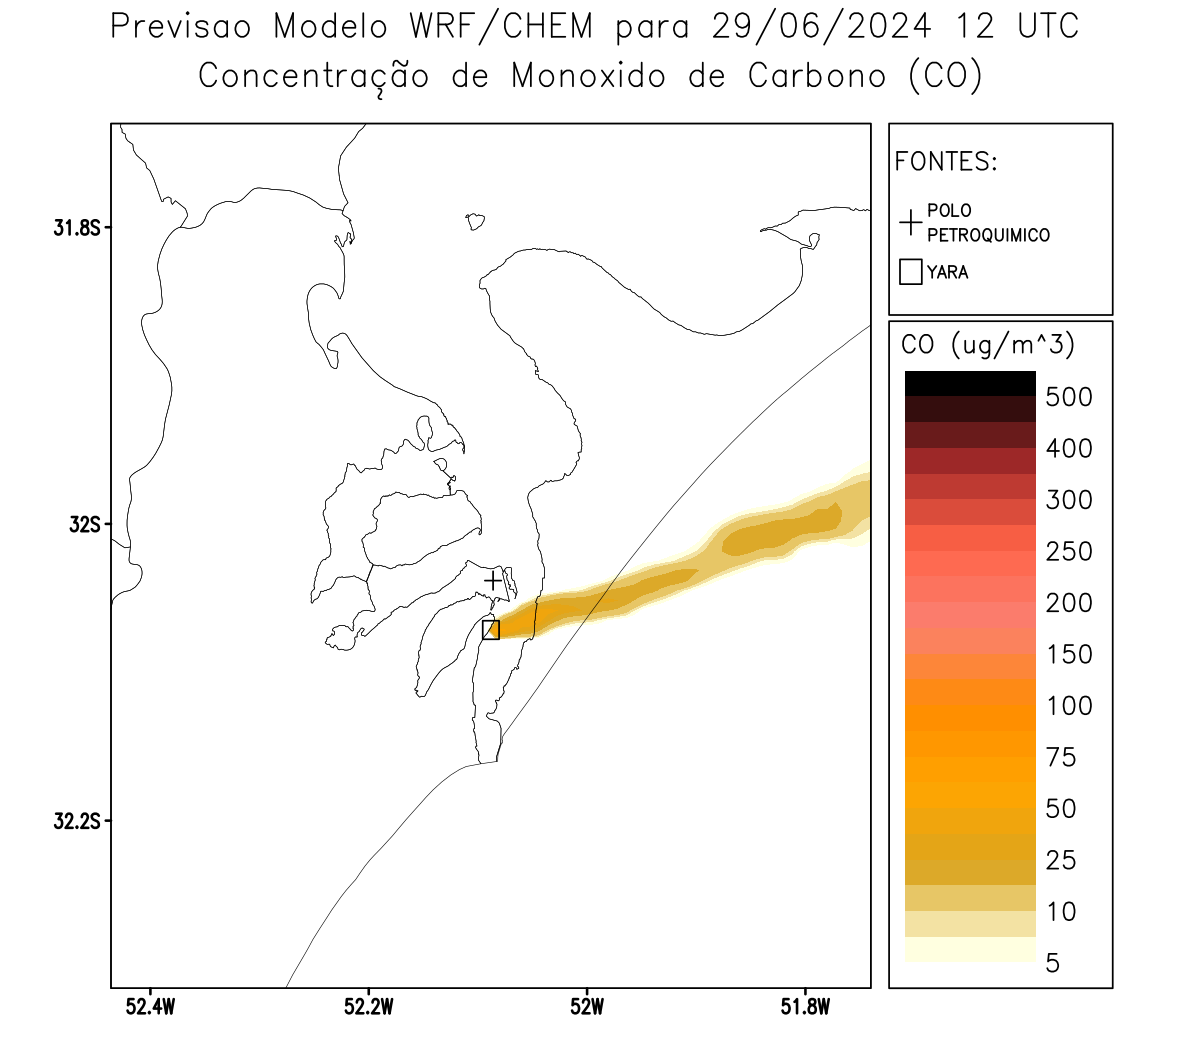 Previsao Modelo WRF/CHEM para 29/06/2024 12 UTC
Concentração de Monoxido de Carbono (CO)
FONTES:
POLO
PETROQUIMICO
YARA
CO (ug/m^3)
500
400
300
250
200
150
100
75
50
25
10
5
31.8S
32S
32.2S
52.4W
52.2W
52W
51.8W